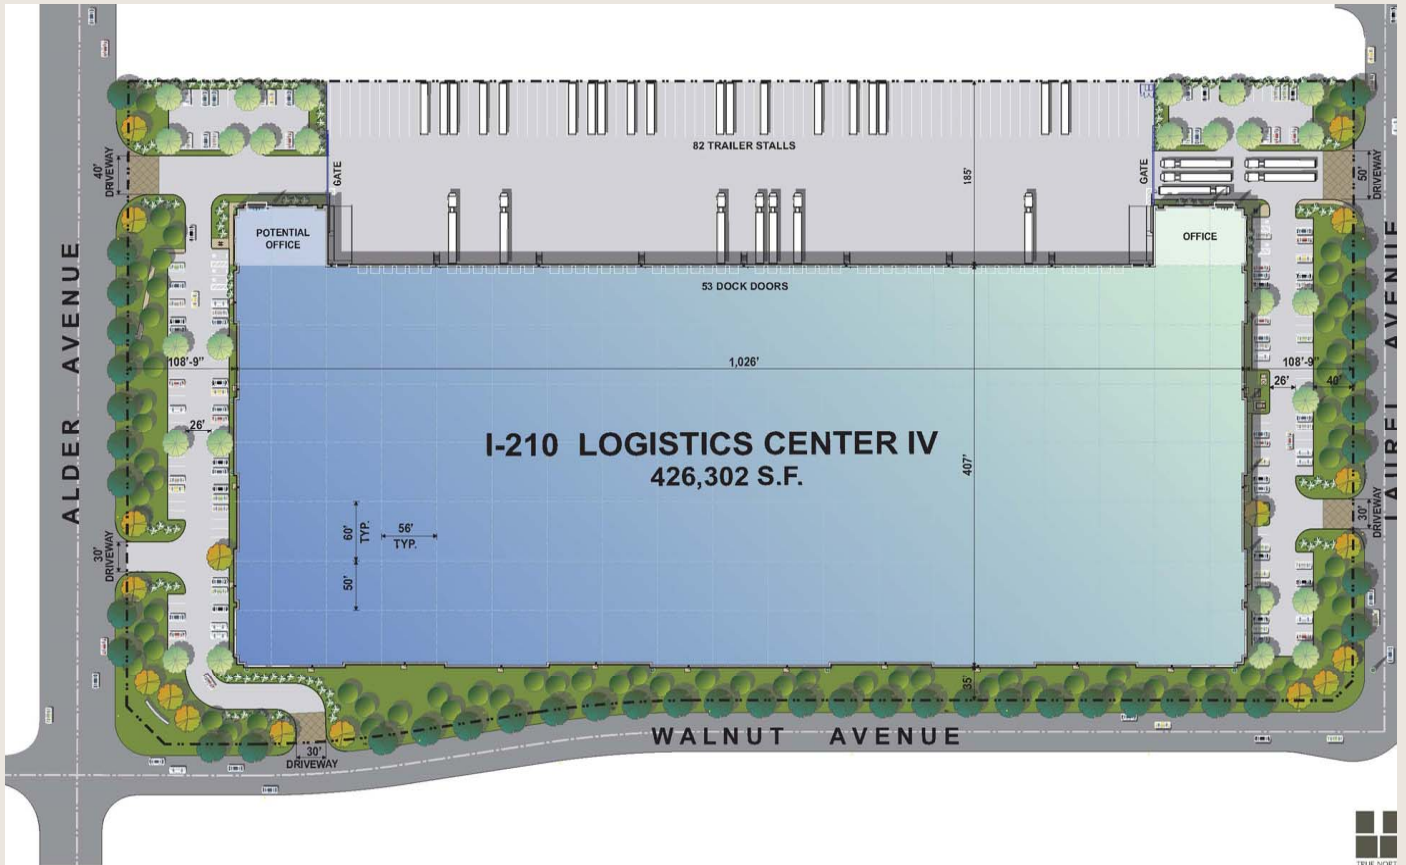 82 TRAILER STALLS
GATE
GATE
185'
40'
DRIVEWAY
50'
DRIVEWAY
POTENTIAL
OFFICE
OFFICE
53 DOCK DOORS
ALDER AVENUE
LAUREL AVENUE
108'-9"
1,026'
108'-9"
26'
40'
26'
I-210 LOGISTICS CENTER IV
426,302 S.F.
407'
60'
TYP.
56'
TYP.
50'
30'
DRIVEWAY
30'
DRIVEWAY
35'
WALNUT AVENUE
30'
DRIVEWAY